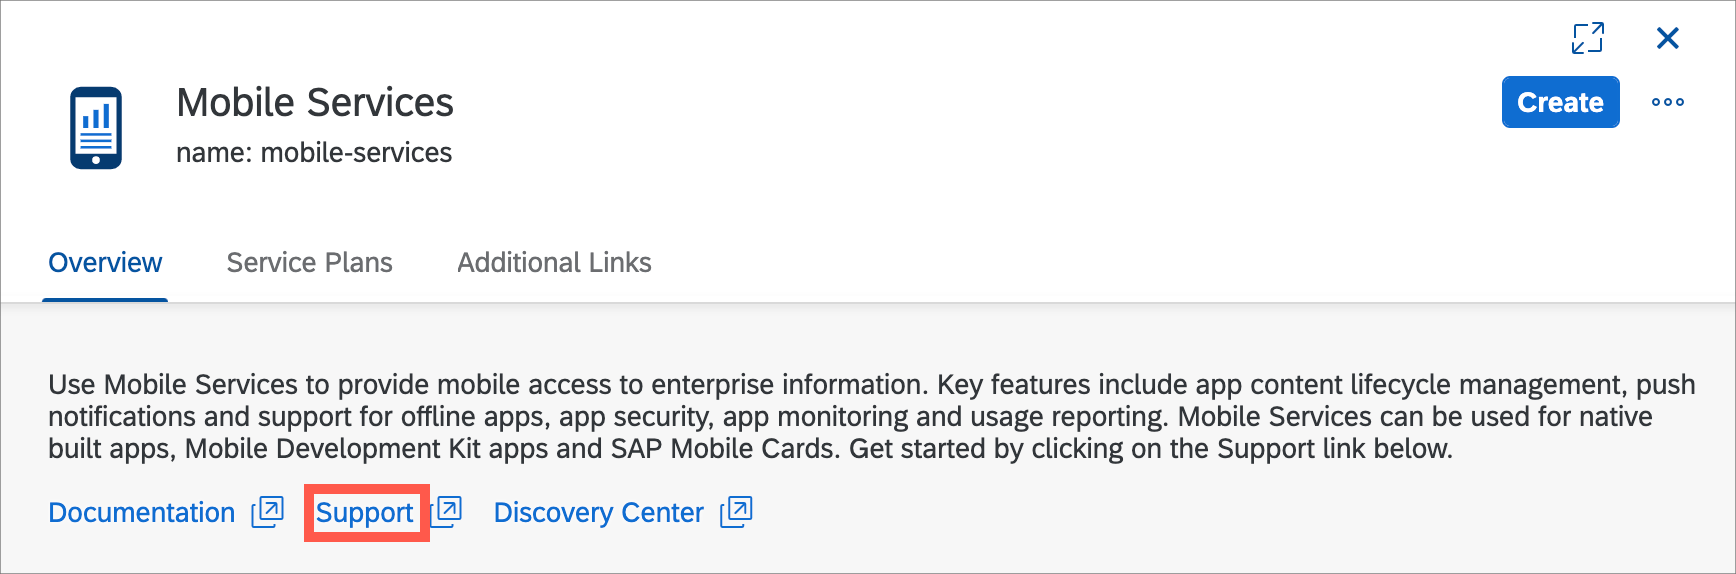 Mobile Services
Create
name: mobile-services
Overview Service Plans Additional Links
Use Mobile Services to provide mobile access to enterprise information. Key features include app content lifecycle management, push
notifications and support for offline apps, app security, app monitoring and usage reporting. Mobile Services can be used for native
built apps, Mobile Development Kit apps and SAP Mobile Cards. Get started by clicking on the Support link below.
Documentation Support Discovery Center